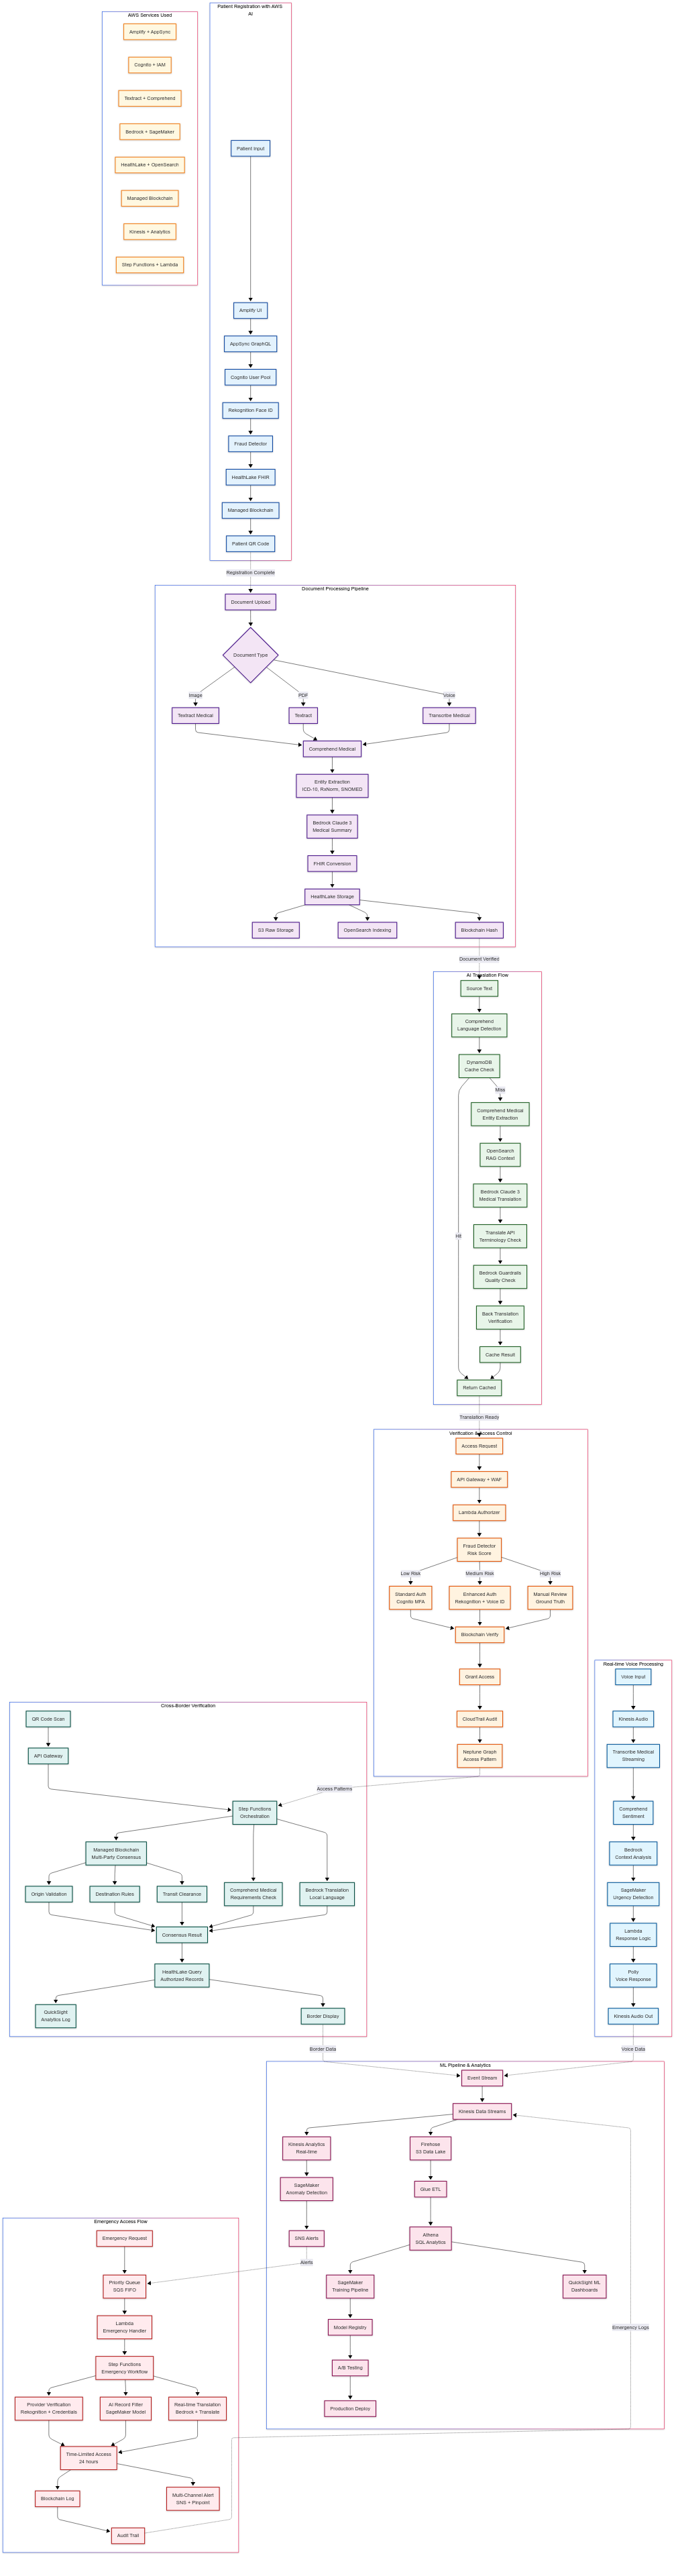 AWS Services Used
Amplify + AppSync
Cognito + IAM
Textract + Comprehend
Bedrock + SageMaker
HealthLake + OpenSearch
Managed Blockchain
Kinesis + Analytics
Step Functions + Lambda
Patient Registration with AWS
AI
Patient Input
Amplify UI
AppSync GraphQL
Cognito User Pool
Rekognition Face ID
Fraud Detector
HealthLake FHIR
Managed Blockchain
Patient QR Code
Registration Complete
Document Processing Pipeline
Document Upload
Document Type
Image
PDF
Voice
Textract Medical
Textract
Transcribe Medical
Comprehend Medical
Entity Extraction
ICD-10, RxNorm, SNOMED
Bedrock Claude 3
Medical Summary
FHIR Conversion
HealthLake Storage
S3 Raw Storage
OpenSearch Indexing
Blockchain Hash
Document Verified
AI Translation Flow
Source Text
Comprehend
Language Detection
DynamoDB
Cache Check
Miss
Comprehend Medical
Entity Extraction
OpenSearch
RAG Context
Bedrock Claude 3
Medical Translation
Hit
Translate API
Terminology Check
Bedrock Guardrails
Quality Check
Back Translation
Verification
Cache Result
Return Cached
Translation Ready
Verification & Access Control
Access Request
API Gateway + WAF
Lambda Authorizer
Fraud Detector
Risk Score
Low Risk
Medium Risk
High Risk
Standard Auth
Cognito MFA
Enhanced Auth
Rekognition + Voice ID
Manual Review
Ground Truth
Blockchain Verify
Grant Access
CloudTrail Audit
Neptune Graph
Access Pattern
Access Patterns
Real-time Voice Processing
Voice Input
Kinesis Audio
Transcribe Medical
Streaming
Comprehend
Sentiment
Bedrock
Context Analysis
SageMaker
Urgency Detection
Lambda
Response Logic
Polly
Voice Response
Kinesis Audio Out
Voice Data
Cross-Border Verification
QR Code Scan
API Gateway
Step Functions
Orchestration
Managed Blockchain
Multi-Party Consensus
Origin Validation
Destination Rules
Transit Clearance
Comprehend Medical
Requirements Check
Bedrock Translation
Local Language
Consensus Result
HealthLake Query
Authorized Records
QuickSight
Analytics Log
Border Display
Border Data
ML Pipeline & Analytics
Event Stream
Kinesis Data Streams
Kinesis Analytics
Real-time
Firehose
S3 Data Lake
SageMaker
Anomaly Detection
Glue ETL
SNS Alerts
Athena
SQL Analytics
Alerts
SageMaker
Training Pipeline
QuickSight ML
Dashboards
Model Registry
Emergency Logs
A/B Testing
Production Deploy
Emergency Access Flow
Emergency Request
Priority Queue
SQS FIFO
Lambda
Emergency Handler
Step Functions
Emergency Workflow
Provider Verification
Rekognition + Credentials
AI Record Filter
SageMaker Model
Real-time Translation
Bedrock + Translate
Time-Limited Access
24 hours
Blockchain Log
Multi-Channel Alert
SNS + Pinpoint
Audit Trail